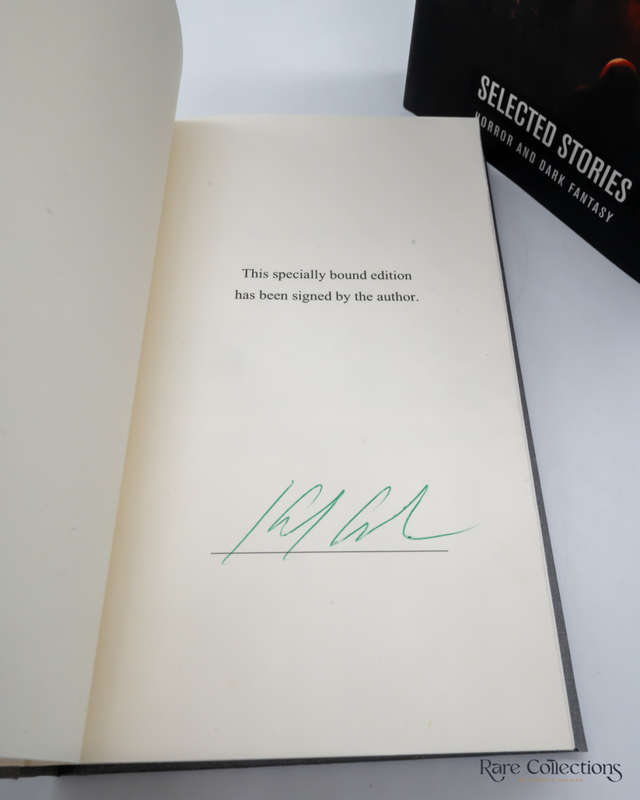 SELECTED STORIES
HORROR AND DARK FANTASY
This specially bound edition
has been signed by the author.
Rare Collections